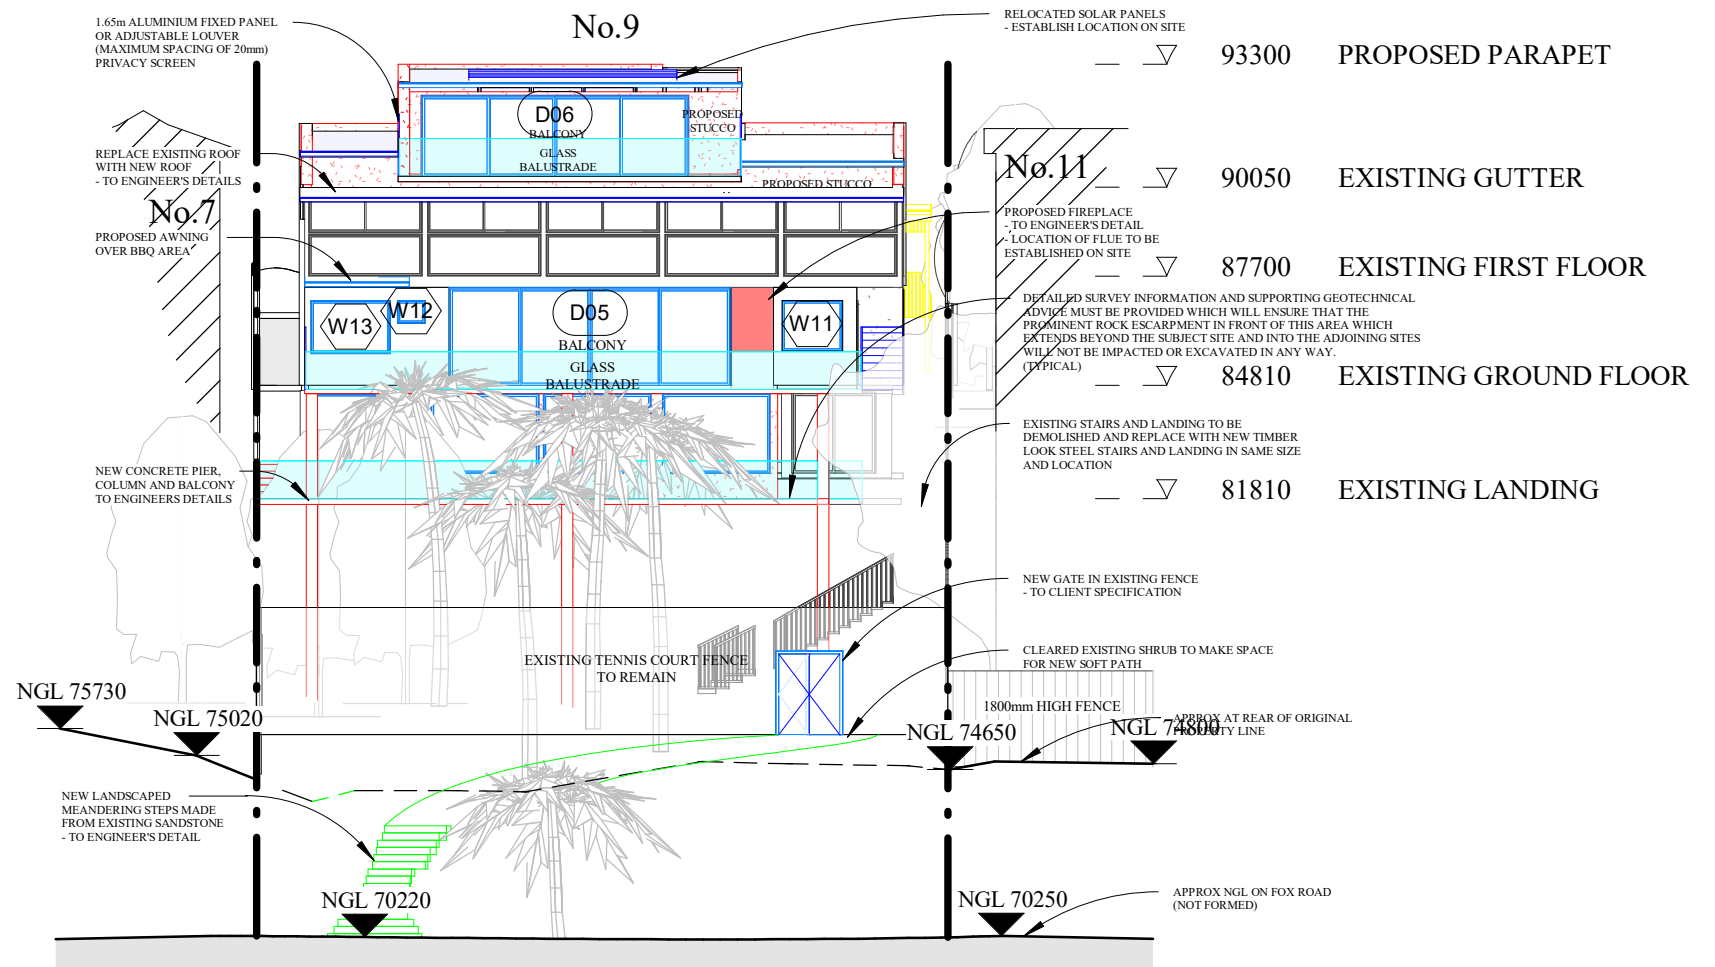 1.65m ALUMINIUM FIXED PANEL
OR ADJUSTABLE LOUVER
(MAXIMUM SPACING OF 20mm)
PRIVACY SCREEN
No.9
RELOCATED SOLAR PANELS
- ESTABLISH LOCATION ON SITE
93300 PROPOSED PARAPET
D06
BALCONY
GLASS
BALUSTRADE
PROPOSED
STUCCO
REPLACE EXISTING ROOF
WITH NEW ROOF
- TO ENGINEER'S DETAILS
No.7
PROPOSED STUCCO
No.11
90050 EXISTING GUTTER
PROPOSED AWNING
OVER BBQ AREA
PROPOSED FIREPLACE
- TO ENGINEER'S DETAIL
- LOCATION OF FLUE TO BE
ESTABLISHED ON SITE
87700 EXISTING FIRST FLOOR
W13
W12
D05
BALCONY
GLASS
BALUSTRADE
W11
DETAILED SURVEY INFORMATION AND SUPPORTING GEOTECHNICAL
ADVICE MUST BE PROVIDED WHICH WILL ENSURE THAT THE
PROMINENT ROCK ESCARPMENT IN FRONT OF THIS AREA WHICH
EXTENDS BEYOND THE SUBJECT SITE AND INTO THE ADJOINING SITES
WILL NOT BE IMPACTED OR EXCAVATED IN ANY WAY.
(TYPICAL)
84810 EXISTING GROUND FLOOR
EXISTING STAIRS AND LANDING TO BE
DEMOLISHED AND REPLACE WITH NEW TIMBER
LOOK STEEL STAIRS AND LANDING IN SAME SIZE
AND LOCATION
NEW CONCRETE PIER,
COLUMN AND BALCONY
TO ENGINEERS DETAILS
81810 EXISTING LANDING
NEW GATE IN EXISTING FENCE
- TO CLIENT SPECIFICATION
EXISTING TENNIS COURT FENCE
TO REMAIN
CLEARED EXISTING SHRUB TO MAKE SPACE
FOR NEW SOFT PATH
NGL 75730
NGL 75020
1800mm HIGH FENCE
NGL 74650
NGL 74800
APPROX AT REAR OF ORIGINAL
PROPERTY LINE
NEW LANDSCAPED
MEANDERING STEPS MADE
FROM EXISTING SANDSTONE
- TO ENGINEER'S DETAIL
NGL 70220
NGL 70250
APPROX NGL ON FOX ROAD
(NOT FORMED)